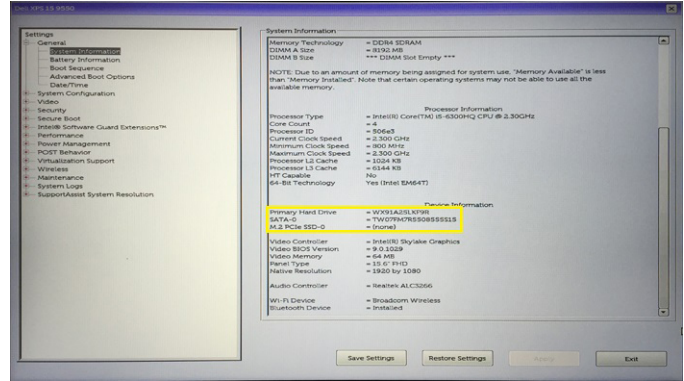 Dell XPS 15 9550
Settings
General
System Information
Battery Information
Boot Sequence
Advanced Boot Options
Date/Time
System Configuration
Video
Security
Secure Boot
Intel® Software Guard Extensions™
Performance
Power Management
POST Behavior
Virtualization Support
Wireless
Maintenance
System Logs
SupportAssist System Resolution
System Information
Memory Technology = DDR4 SDRAM
DIMM A Size = 8192 MB
DIMM B Size *** DIMM Slot Empty ***
NOTE: Due to an amount of memory being assigned for system use, "Memory Available" is less
than "Memory Installed". Note that certain operating systems may not be able to use all the
available memory.
Processor Information
Processor Type = Intel(R) Core(TM) i5-6300HQ CPU @ 2.30GHz
Core Count = 4
Processor ID = 506e3
Current Clock Speed = 2.300 GHz
Minimum Clock Speed = 800 MHz
Maximum Clock Speed = 2.300 GHz
Processor L2 Cache = 1024 KB
Processor L3 Cache = 6144 KB
HT Capable No
64-Bit Technology Yes (Intel EM64T)
Device Information
Primary Hard Drive =
SATA-0 =
M.2 PCIe SSD-0 = (none)
Video Controller = Intel(R) Skylake Graphics
Video BIOS Version = 9.0.1029
Video Memory = 64 MB
Panel Type = 15.6" FHD
Native Resolution = 1920 by 1080
Audio Controller = Realtek ALC3266
Wi-Fi Device = Broadcom Wireless
Bluetooth Device = Installed
Save Settings
Restore Settings
Apply
Exit